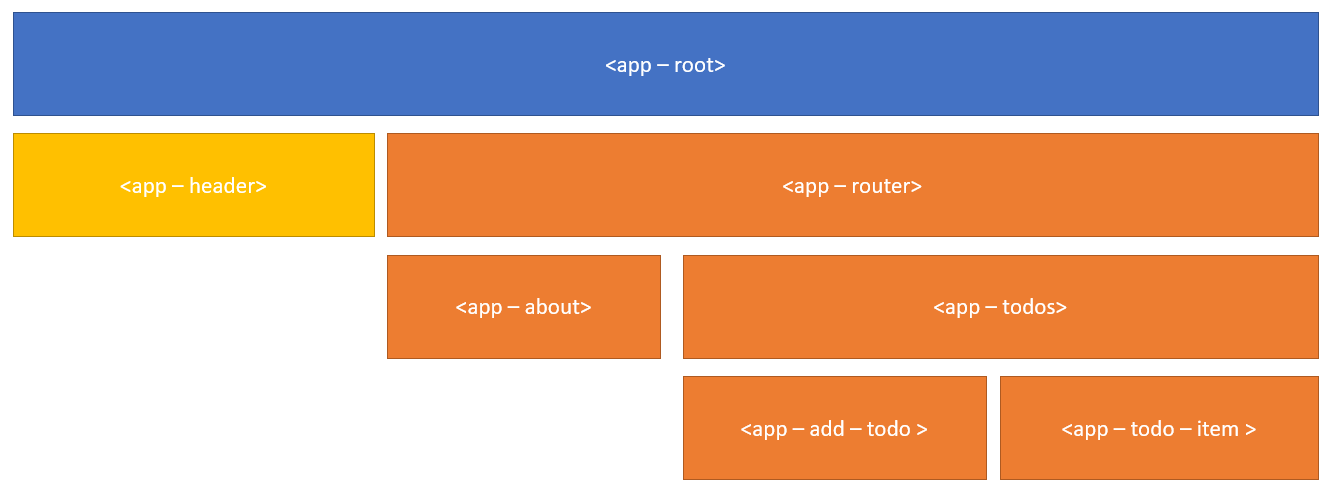 <app – root>
<app – header>
<app – router>
<app – about>
<app – todos>
<app – add – todo >
<app – todo – item >